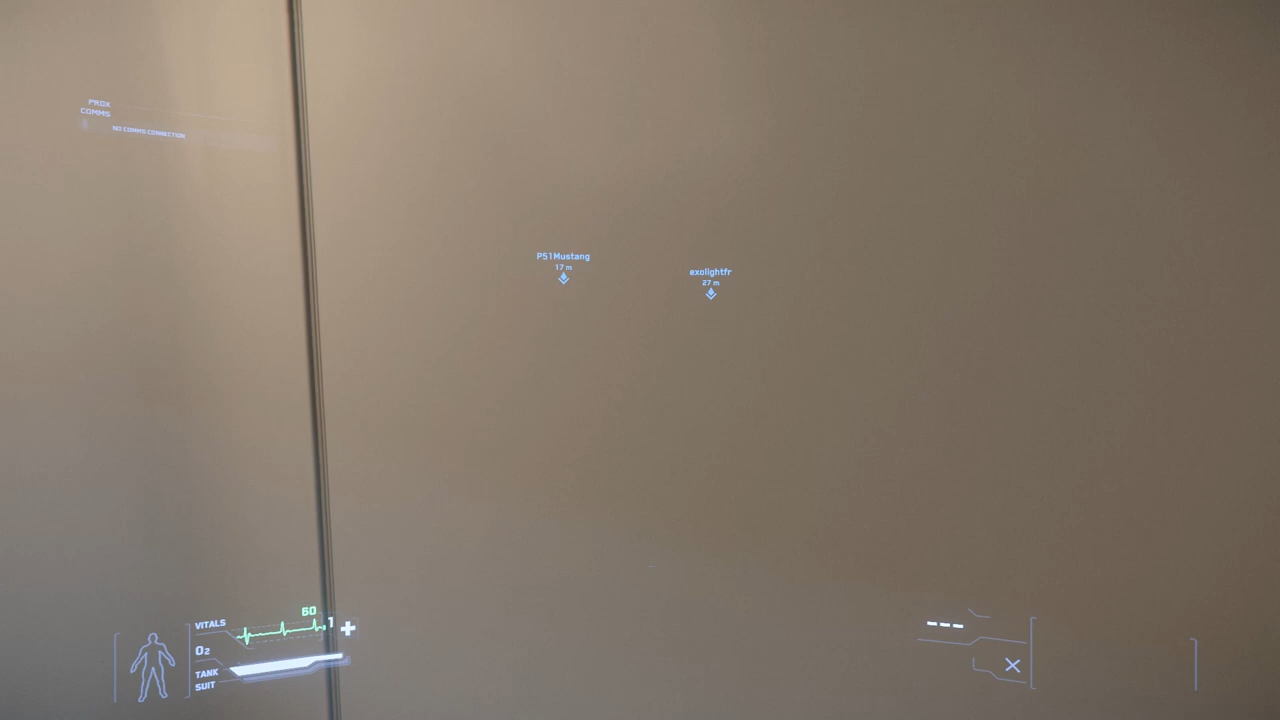 PROX
COMMS
NO COMMS CONNECTION
P51Mustang
17 m
exolightfr
27 m
60
VITALS
1
O2
TANK
SUIT